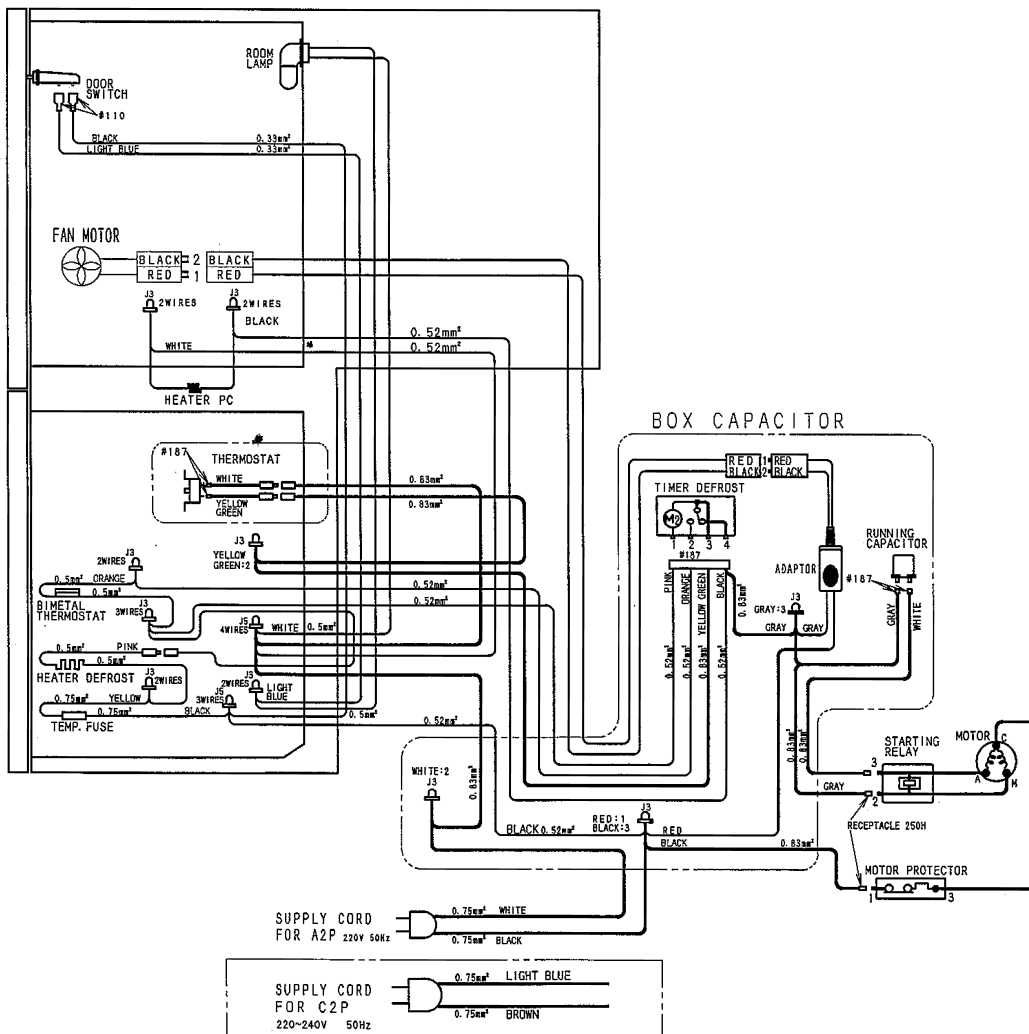 ROOM
LAMP
DOOR
SWITCH
#110
BLACK 0.33mm²
LIGHT BLUE 0.33mm²
FAN MOTOR
BLACK 2 BLACK
RED 1 RED
J3 2WIRES
J3 2WIRES
BLACK
0.52mm²
WHITE * 0.52mm²
HEATER PC
BOX CAPACITOR
*
#187 THERMOSTAT
WHITE 0.83mm²
YELLOW
GREEN 0.83mm²
RED 1 RED
BLACK 2 BLACK
TIMER DEFROST
M2
1 2 3 4
#187
RUNNING
CAPACITOR
ADAPTOR
#187
J3
YELLOW
GREEN:2
J3
2WIRES
0.5mm² ORANGE
0.5mm²
0.52mm²
BIMETAL
THERMOSTAT
J3
3WIRES
0.52mm²
PINK
ORANGE
YELLOW GREEN
BLACK
0.83mm²
J3
GRAY:3
GRAY GRAY
GRAY
WHITE
J5
4WIRES
WHITE 0.5mm²
0.5mm² PINK
0.5mm²
HEATER DEFROST
J3
2WIRES
J3
2WIRES
LIGHT
BLUE
0.5mm²
0.75mm² YELLOW
0.75mm²
TEMP. FUSE
BLACK
J5
3WIRES
0.52mm²
0.52mm²
0.52mm²
0.83mm²
0.52mm²
0.83mm²
0.83mm²
0.83mm²
STARTING
RELAY
3
2
GRAY
MOTOR C
A M
RECEPTACLE 250H
WHITE:2
J3
J3
RED:1
BLACK:3
BLACK 0.52mm² RED
BLACK 0.83mm²
MOTOR PROTECTOR
1 3
SUPPLY CORD
FOR A2P 220V 50Hz
0.75mm² WHITE
0.75mm² BLACK
SUPPLY CORD
FOR C2P
220~240V 50Hz
0.75mm² LIGHT BLUE
0.75mm² BROWN